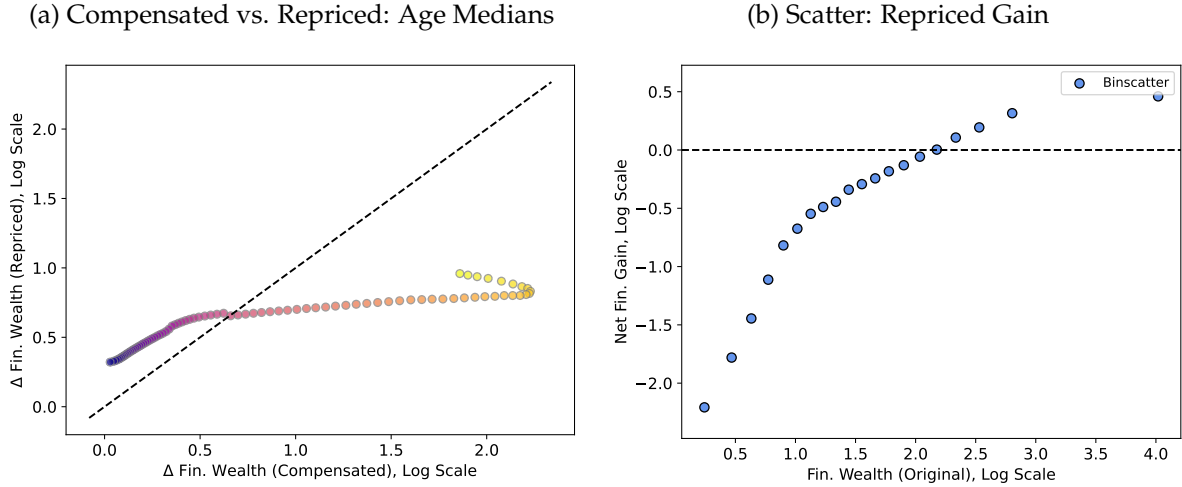 (a) Compensated vs. Repriced: Age Medians
Δ Fin. Wealth (Repriced), Log Scale
2.0
1.5
1.0
0.5
0.0
0.0 0.5 1.0 1.5 2.0
Δ Fin. Wealth (Compensated), Log Scale
(b) Scatter: Repriced Gain
Binscatter
Net Fin. Gain, Log Scale
0.5
0.0
−0.5
−1.0
−1.5
−2.0
0.5 1.0 1.5 2.0 2.5 3.0 3.5 4.0
Fin. Wealth (Original), Log Scale